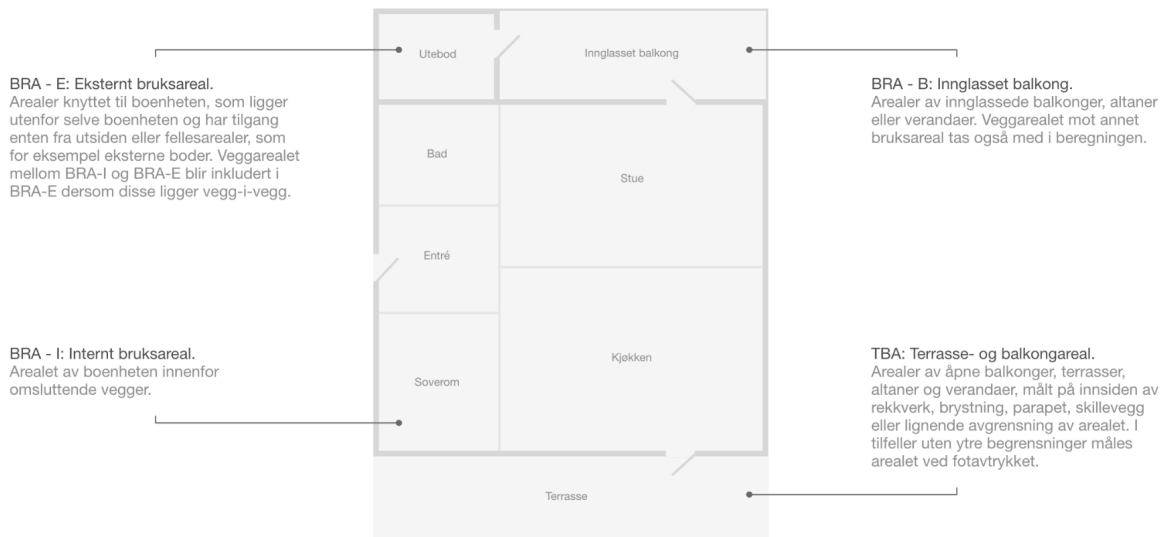 BRA - E: Eksternt bruksareal.
Arealer knyttet til boenheten, som ligger
utenfor selve boenheten og har tilgang
enten fra utsiden eller fellesarealer, som
for eksempel eksterne boder. Veggarealet
mellom BRA-I og BRA-E blir inkludert i
BRA-E dersom disse ligger vegg-i-vegg.
BRA - I: Internt bruksareal.
Arealet av boenheten innenfor
omsluttende vegger.
Utebod
Innglasset balkong
Bad
Stue
Entré
Kjøkken
Soverom
Terrasse
BRA - B: Innglasset balkong.
Arealer av innglassede balkonger, altaner
eller verandaer. Veggarealet mot annet
bruksareal tas også med i beregningen.
TBA: Terrasse- og balkongareal.
Arealer av åpne balkonger, terrasser,
altaner og verandaer, målt på innsiden av
rekkverk, brystning, parapet, skillevegg
eller lignende avgrensning av arealet. I
tilfeller uten ytre begrensninger måles
arealet ved fotavtrykket.